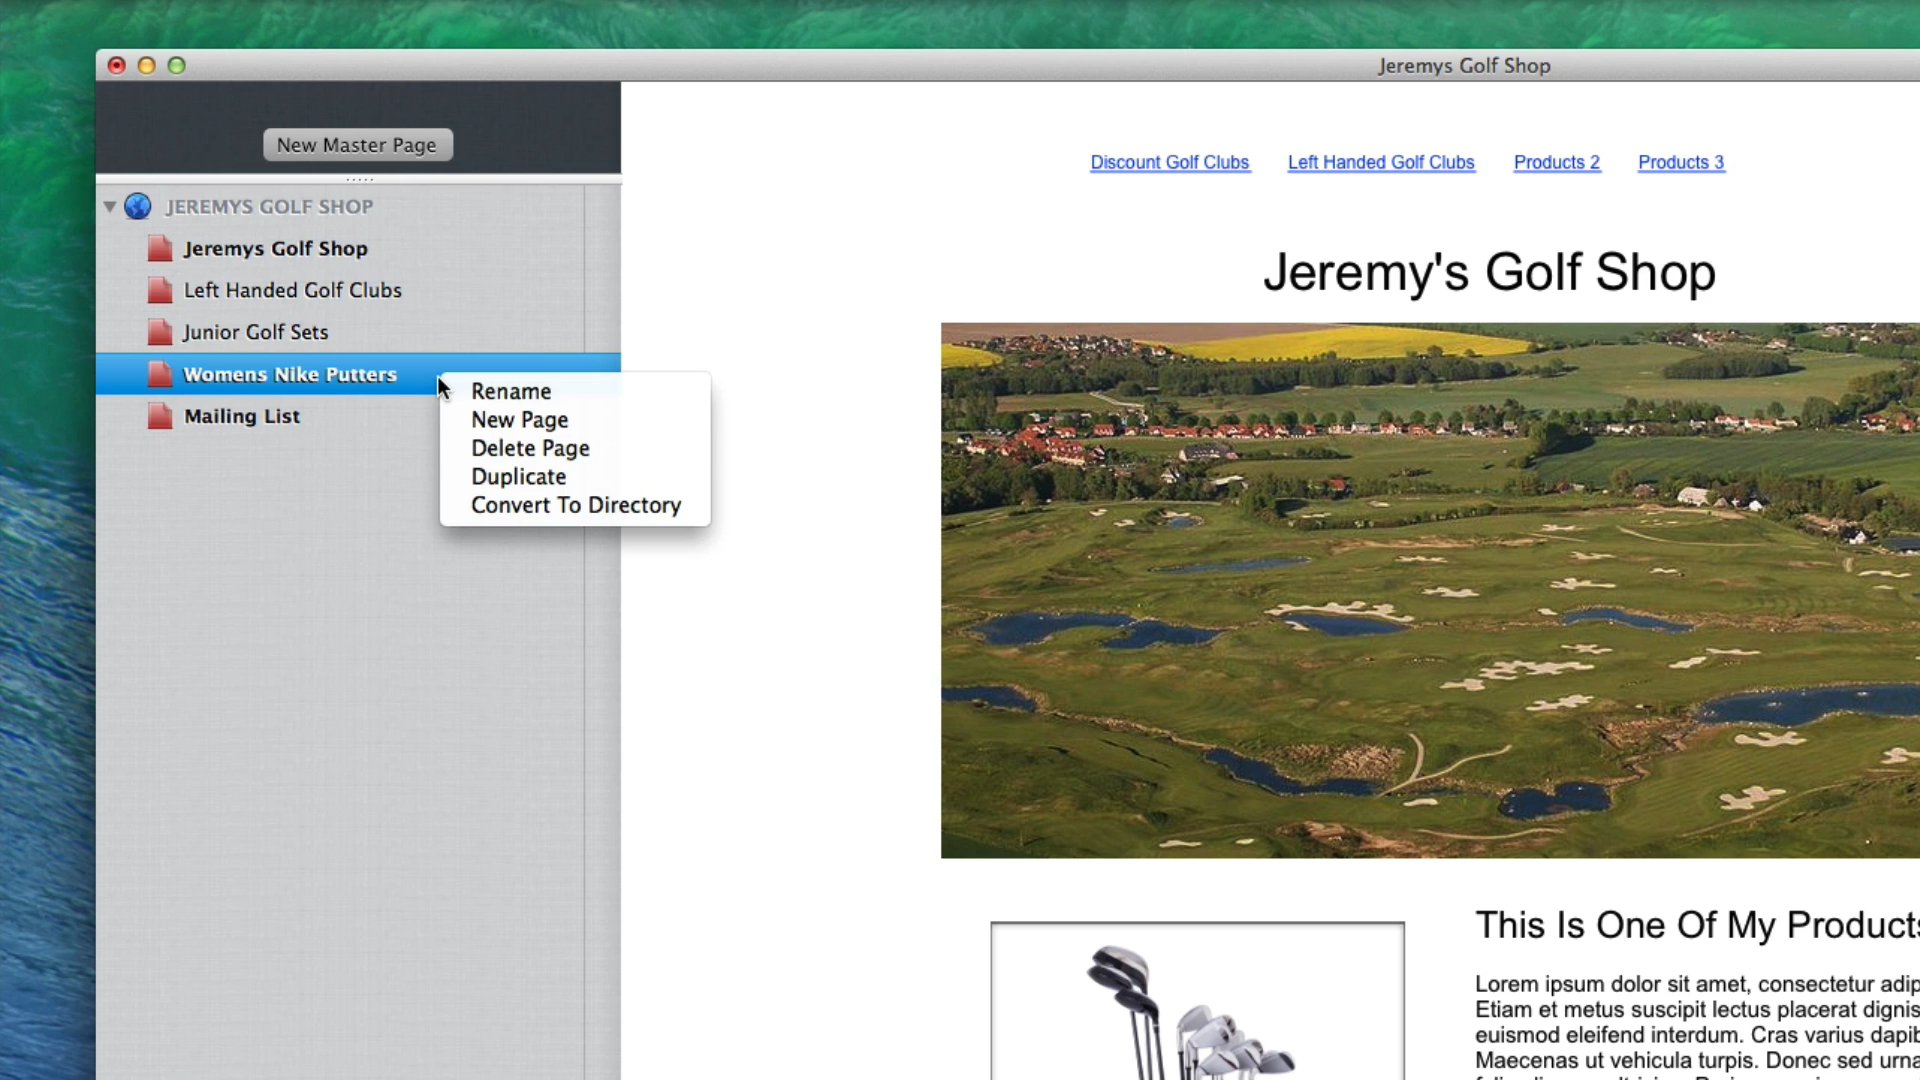 Jeremys Golf Shop
New Master Page
Discount Golf Clubs Left Handed Golf Clubs Products 2 Products 3
JEREMYS GOLF SHOP
Jeremys Golf Shop
Left Handed Golf Clubs
Junior Golf Sets
Womens Nike Putters
Mailing List
Rename
New Page
Delete Page
Duplicate
Convert To Directory
Jeremy's Golf Shop
This Is One Of My Products
Lorem ipsum dolor sit amet, consectetur adip
Etiam et metus suscipit lectus placerat dignis
euismod eleifend interdum. Cras varius dapib
Maecenas ut vehicula turpis. Donec sed urna